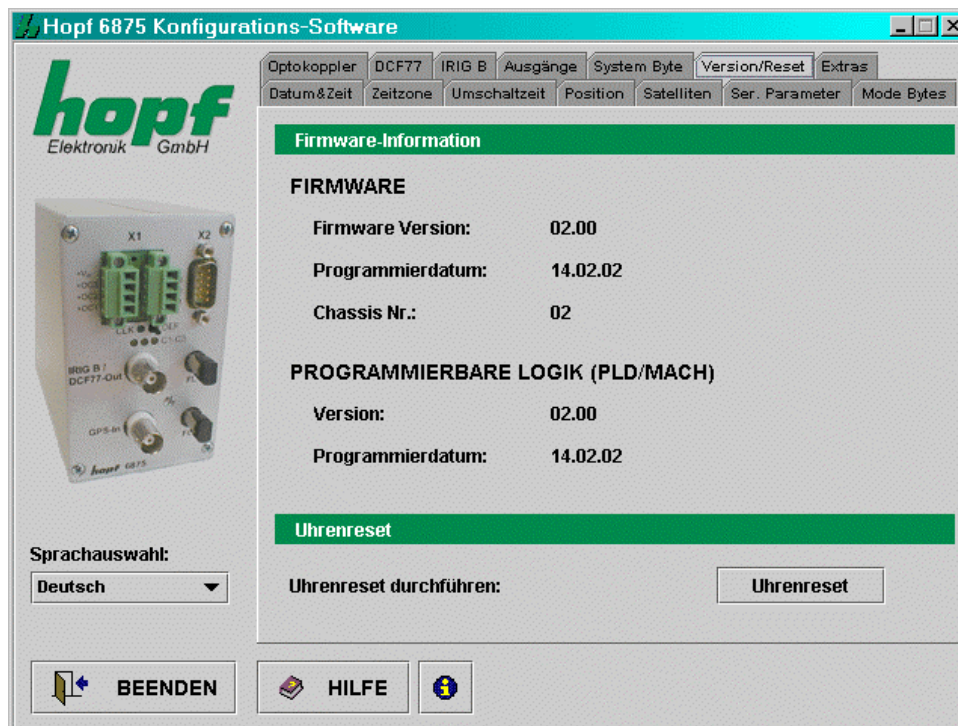 Hopf 6875 Konfigurations-Software
Optokoppler DCF77 IRIG B Ausgänge System Byte Version/Reset Extras
Datum&Zeit Zeitzone Umschaltzeit Position Satelliten Ser. Parameter Mode Bytes
hopf
Elektronik GmbH
X1 X2
CLK
IRIG B /
DCF77-Out
GPS-In
hopf 6875
Firmware-Information
FIRMWARE
Firmware Version: 02.00
Programmierdatum: 14.02.02
Chassis Nr.: 02
PROGRAMMIERBARE LOGIK (PLD/MACH)
Version: 02.00
Programmierdatum: 14.02.02
Uhrenreset
Uhrenreset durchführen: Uhrenreset
Sprachauswahl:
Deutsch
BEENDEN HILFE